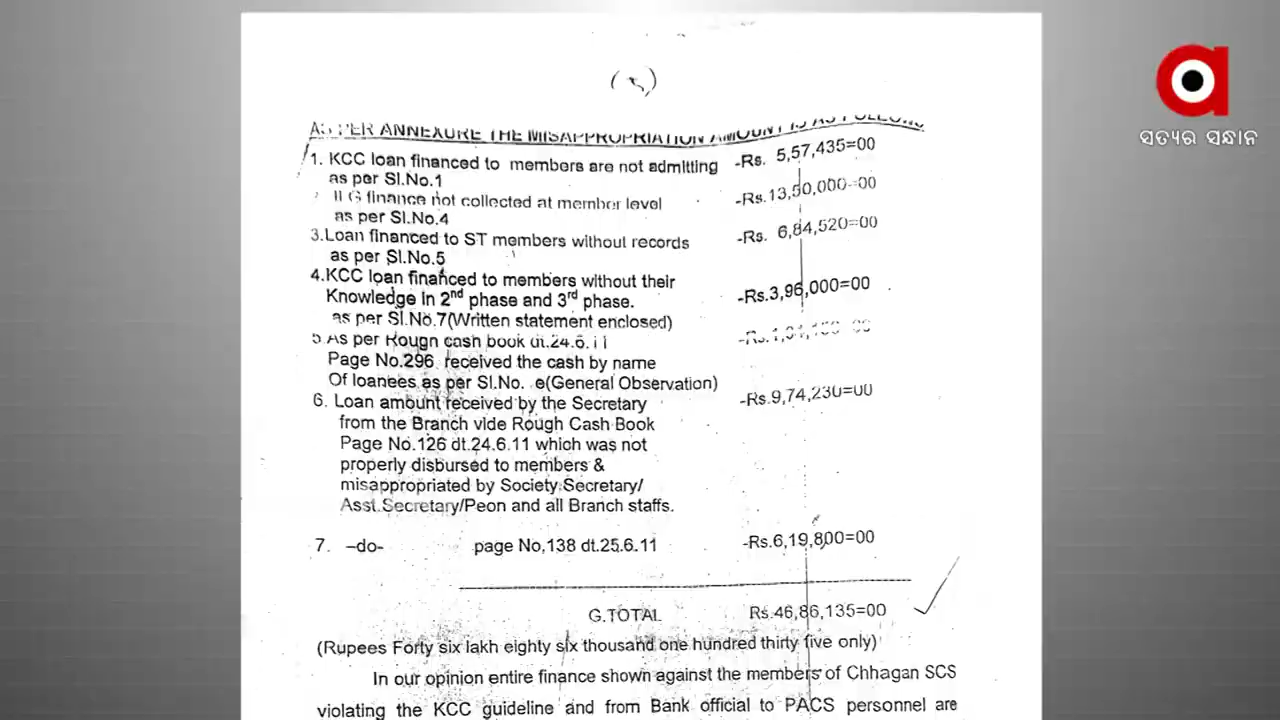 AS PER ANNEXURE THE MISAPPROPRIATION AMOUNT IS AS FOLLOWS
1. KCC loan financed to members are not admitting -Rs. 5,57,435=00
as per SI.No.1
finance not collected at member level -Rs.13,50,000=00
as per SI.No.4
3.Loan financed to ST members without records -Rs. 6,84,520=00
as per SI.No.5
4.KCC loan financed to members without their
Knowledge in 2nd phase and 3rd phase. -Rs.3,96,000=00
as per SI.No.7(Written statement enclosed)
5.As per Rough cash book dt.24.6.11
Page No.296 received the cash by name
Of loanees as per SI.No. e(General Observation)
6. Loan amount received by the Secretary -Rs.9,74,230=00
from the Branch vide Rough Cash Book
Page No.126 dt.24.6.11 which was not
properly disbursed to members &
misappropriated by Society Secretary/
Asst.Secretary/Peon and all Branch staffs.
7. –do- page No,138 dt.25.6.11 -Rs.6,19,800=00
G.TOTAL Rs.46,86,135=00
(Rupees Forty six lakh eighty six thousand one hundred thirty five only)
In our opinion entire finance shown against the members of Chhagan SCS
violating the KCC guideline and from Bank official to PACS personnel are
ସତ୍ୟର ସନ୍ଧାନ